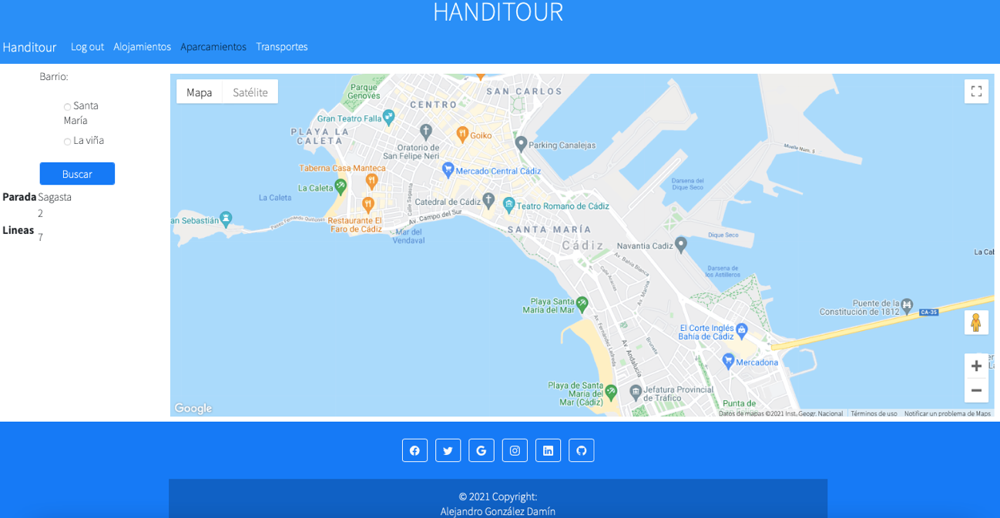 HANDITOUR
Handitour
Log out
Alojamientos
Aparcamientos
Transportes
Barrio:
Santa
María
La viña
Buscar
Parada Sagasta
2
Lineas
7
Mapa
Satélite
Parque
Genovés
SAN CARLOS
CENTRO
Gran Teatro Falla
PLAYA LA
CALETA
Oratorio de
San Felipe Neri
Goiko
Parking Canalejas
Muelle Num. 5
Taberna Casa Manteca
Mercado Central Cádiz
La Caleta
La Caleta
Calle Sagasta
Catedral de Cádiz
Teatro Romano de Cádiz
Darsena del
Dique Seco
an Sebastián
Paseo Fernando Quiñones
Av. Campo del Sur
Restaurante El
Faro de Cádiz
Mar del
Vendaval
SANTA MARÍA
Cádiz
Navantia Cadiz
Dique Seco
La Cab
Av. Bahía Blanca
Calle Acacias
Av. Marina
Darsena de
los Astilleros
Playa Santa
María del Mar
Puente de la
Constitución de 1812
CA-35
Av. Fernández Ladreda
Av. Andalucía
Brunete
El Corte Inglés
Bahía de Cádiz
Mercadona
Playa de Santa
María del
Mar (Cádiz)
Jefatura Provincial
de Tráfico
Punta de
Google
Datos de mapas ©2021 Inst. Geogr. Nacional
Términos de uso
Notificar un problema de Maps
© 2021 Copyright:
Alejandro González Damín